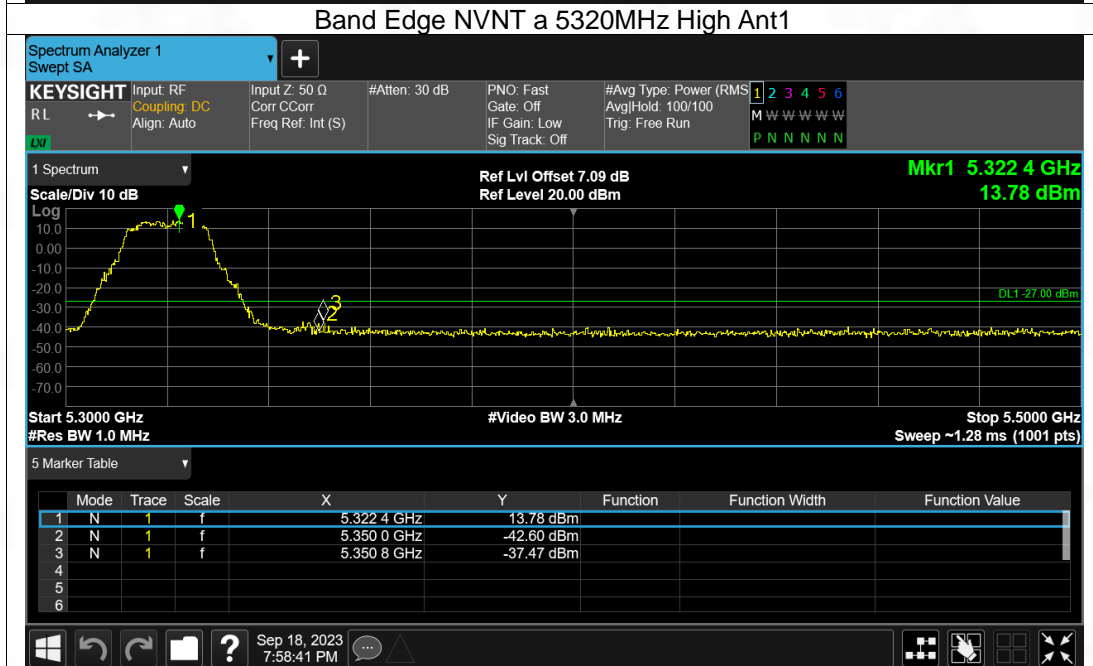 Band Edge NVNT a 5320MHz High Ant1
Spectrum Analyzer 1
Swept SA
+
KEYSIGHT
RL
LXI
Input: RF
Coupling: DC
Align: Auto
Input Z: 50 Ω
Corr CCorr
Freq Ref: Int (S)
#Atten: 30 dB
PNO: Fast
Gate: Off
IF Gain: Low
Sig Track: Off
#Avg Type: Power (RMS
Avg|Hold: 100/100
Trig: Free Run
1 2 3 4 5 6
M W W W W W
P N N N N N
1 Spectrum
Scale/Div 10 dB
Ref Lvl Offset 7.09 dB
Ref Level 20.00 dBm
Mkr1 5.322 4 GHz
13.78 dBm
Log
10.0
0.00
-10.0
-20.0
-30.0
-40.0
-50.0
-60.0
-70.0
1
3
2
DL1 -27.00 dBm
Start 5.3000 GHz
#Video BW 3.0 MHz
Stop 5.5000 GHz
#Res BW 1.0 MHz
Sweep ~1.28 ms (1001 pts)
5 Marker Table
Mode Trace Scale X Y Function Function Width Function Value
1 N 1 f 5.322 4 GHz 13.78 dBm
2 N 1 f 5.350 0 GHz -42.60 dBm
3 N 1 f 5.350 8 GHz -37.47 dBm
4
5
6
?
Sep 18, 2023
7:58:41 PM